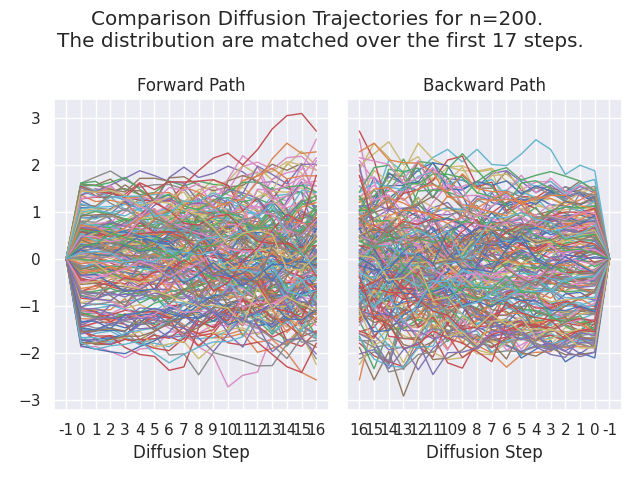 Comparison Diffusion Trajectories for n=200.
The distribution are matched over the first 17 steps.
Forward Path
Backward Path
3
2
1
0
−1
−2
−3
-1 0 1 2 3 4 5 6 7 8 9 10 11 12 13 14 15 16
16 15 14 13 12 11 10 9 8 7 6 5 4 3 2 1 0 -1
Diffusion Step
Diffusion Step